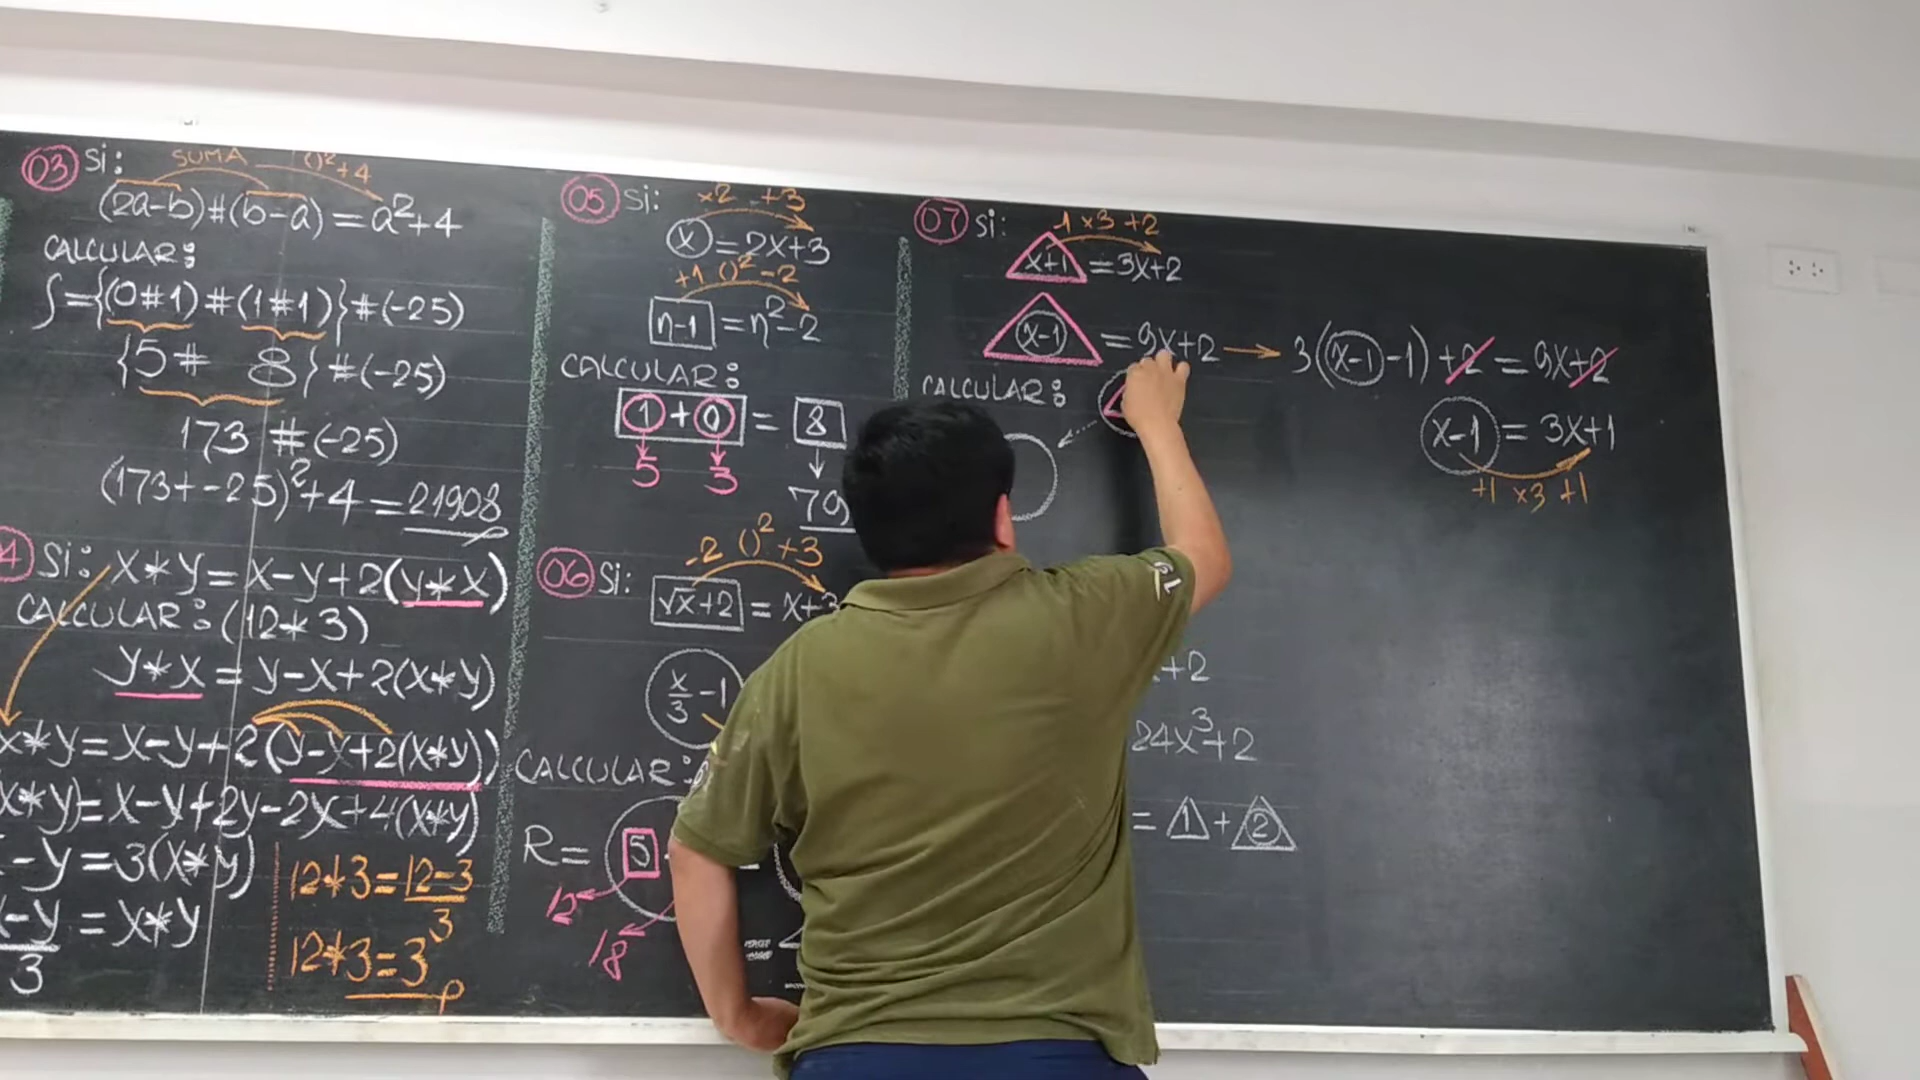 03 Si: SUMA ()²+4
(2a-b)#(b-a)=a²+4
CALCULAR:
∫={(0#1)#(1#1)}#(-25)
{5# 8}#(-25)
173 #(-25)
(173+-25)²+4=21908
4 Si: x*y=x-y+2(y*x)
CALCULAR:(12*3)
y*x=y-x+2(x*y)
x*y=x-y+2(y-x+2(x*y))
x*y)=x-y+2y-2x+4(x*y)
-y=3(x*y)
x-y/3 = x*y
12*3=12-3/3
12*3=3
05 Si: x2 +3
x=2x+3
+1 ()²-2
n-1=n²-2
CALCULAR:
1+0=8
5 3 79
06 Si: -2 ()²+3
√x+2=x+3
x/3-1
CALCULAR:
R= 5
12
18
07 Si: -1 x3 +2
x+1=3x+2
x-1=9x+2→3(x-1-1)+2=9x+2
CALCULAR:
x-1=3x+1
+1 x3 +1
+2
24x³+2
=1+2